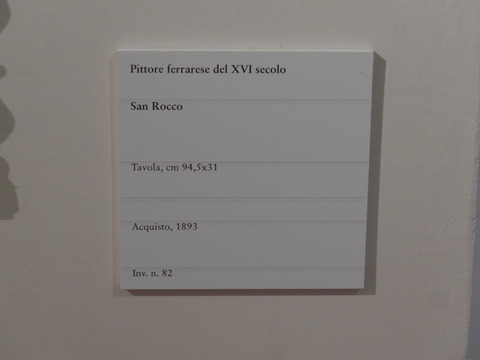 Pittore ferrarese del XVI secolo
San Rocco
Tavola, cm 94,5x31
Acquisto, 1893
Inv. n. 82